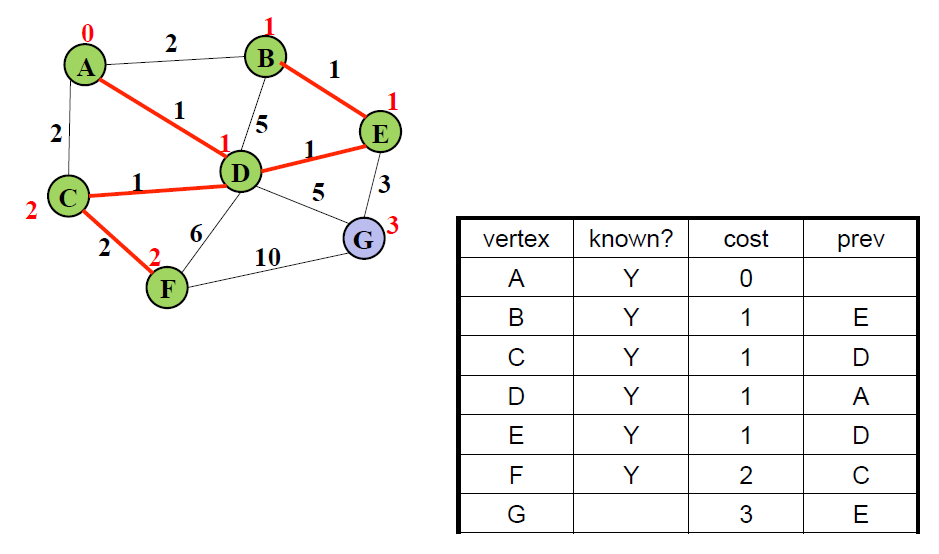 0
1
2
A
B
1
1
1
2
5
1
E
1
D
1
3
C
1
5
2
2
6
G
3
2
10
F
vertex known? cost prev
A Y 0
B Y 1 E
C Y 1 D
D Y 1 A
E Y 1 D
F Y 2 C
G 3 E